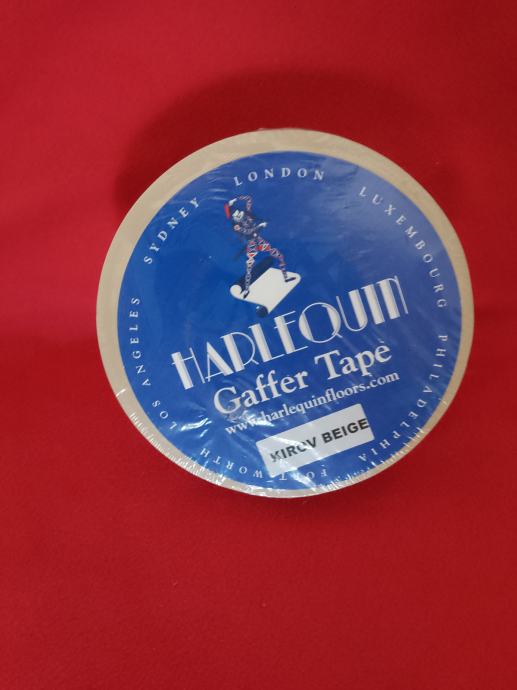 SYDNEY LONDON LUXEMBOURG PHILADELPHIA FORT WORTH LOS ANGELES
HARLEQUIN
Gaffer Tape
www.harlequinfloors.com
KIROV BEIGE